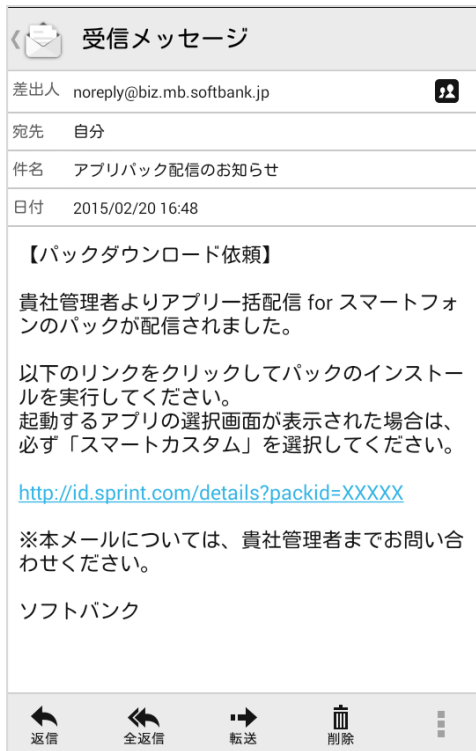 受信メッセージ
差出人 noreply@biz.mb.softbank.jp
宛先 自分
件名 アプリパック配信のお知らせ
日付 2015/02/20 16:48
【パックダウンロード依頼】
貴社管理者よりアプリ一括配信 for スマートフォ
ンのパックが配信されました。
以下のリンクをクリックしてパックのインストー
ルを実行してください。
起動するアプリの選択画面が表示された場合は、
必ず「スマートカスタム」を選択してください。
http://id.sprint.com/details?packid=XXXXX
※本メールについては、貴社管理者までお問い合
わせください。
ソフトバンク
返信 全返信 転送 削除